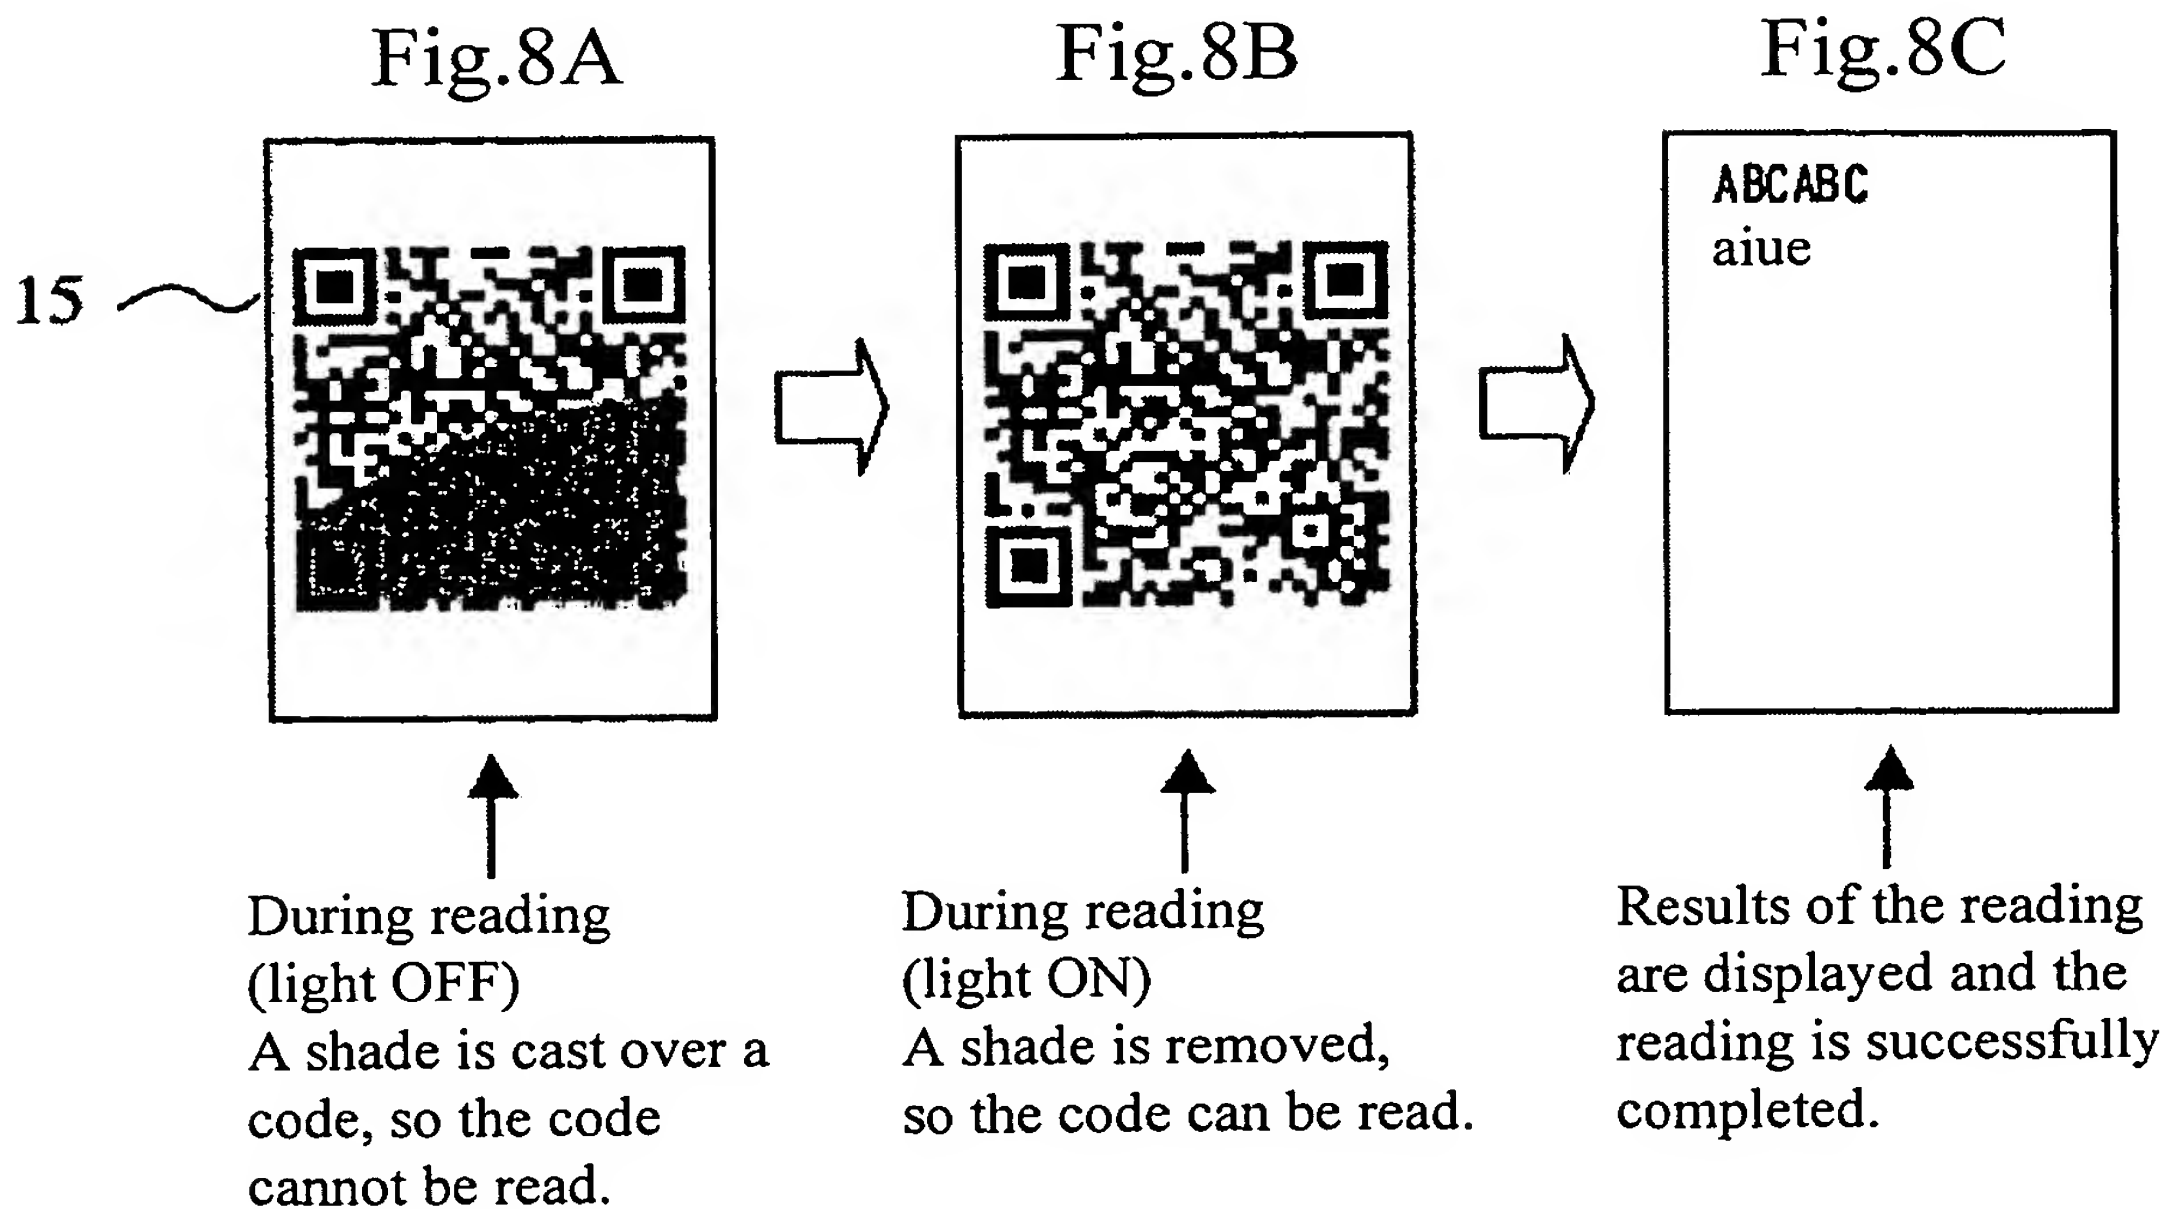 Fig.8A
Fig.8B
Fig.8C
15
ABCABC
aiue
During reading
(light OFF)
A shade is cast over a
code, so the code
cannot be read.
During reading
(light ON)
A shade is removed,
so the code can be read.
Results of the reading
are displayed and the
reading is successfully
completed.